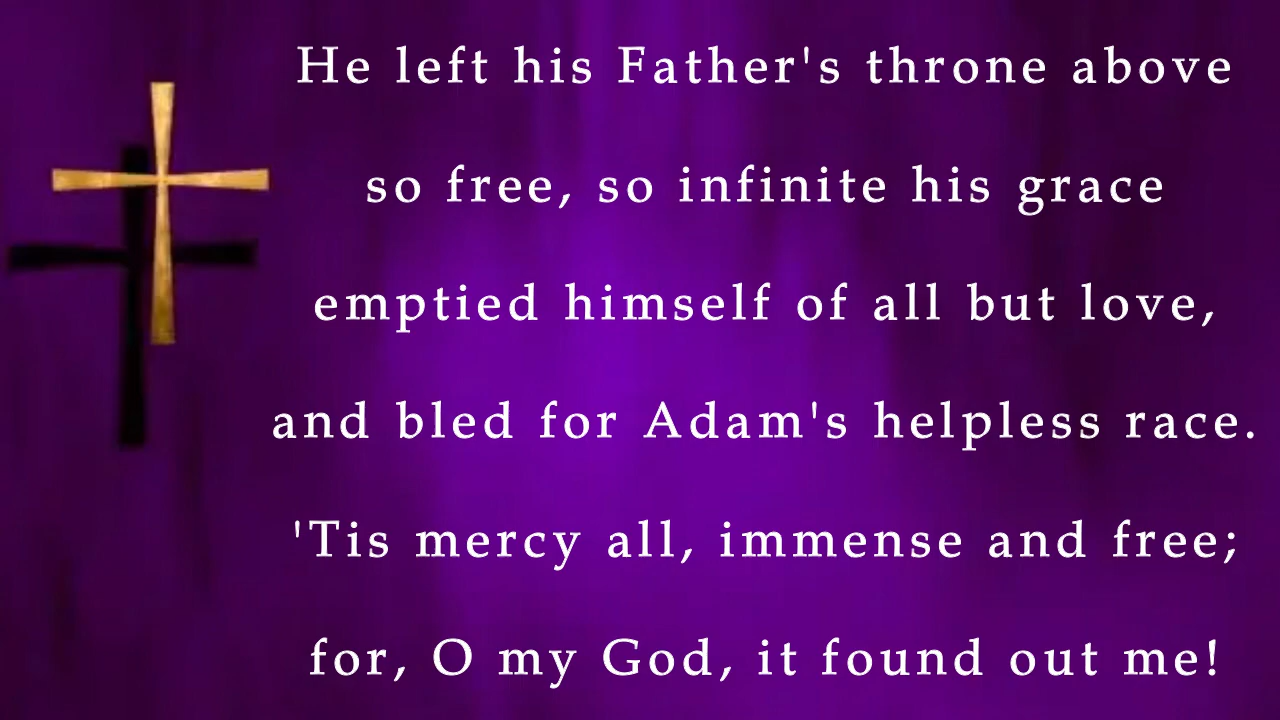 He left his Father's throne above
so free, so infinite his grace
emptied himself of all but love,
and bled for Adam's helpless race.
'Tis mercy all, immense and free;
for, O my God, it found out me!